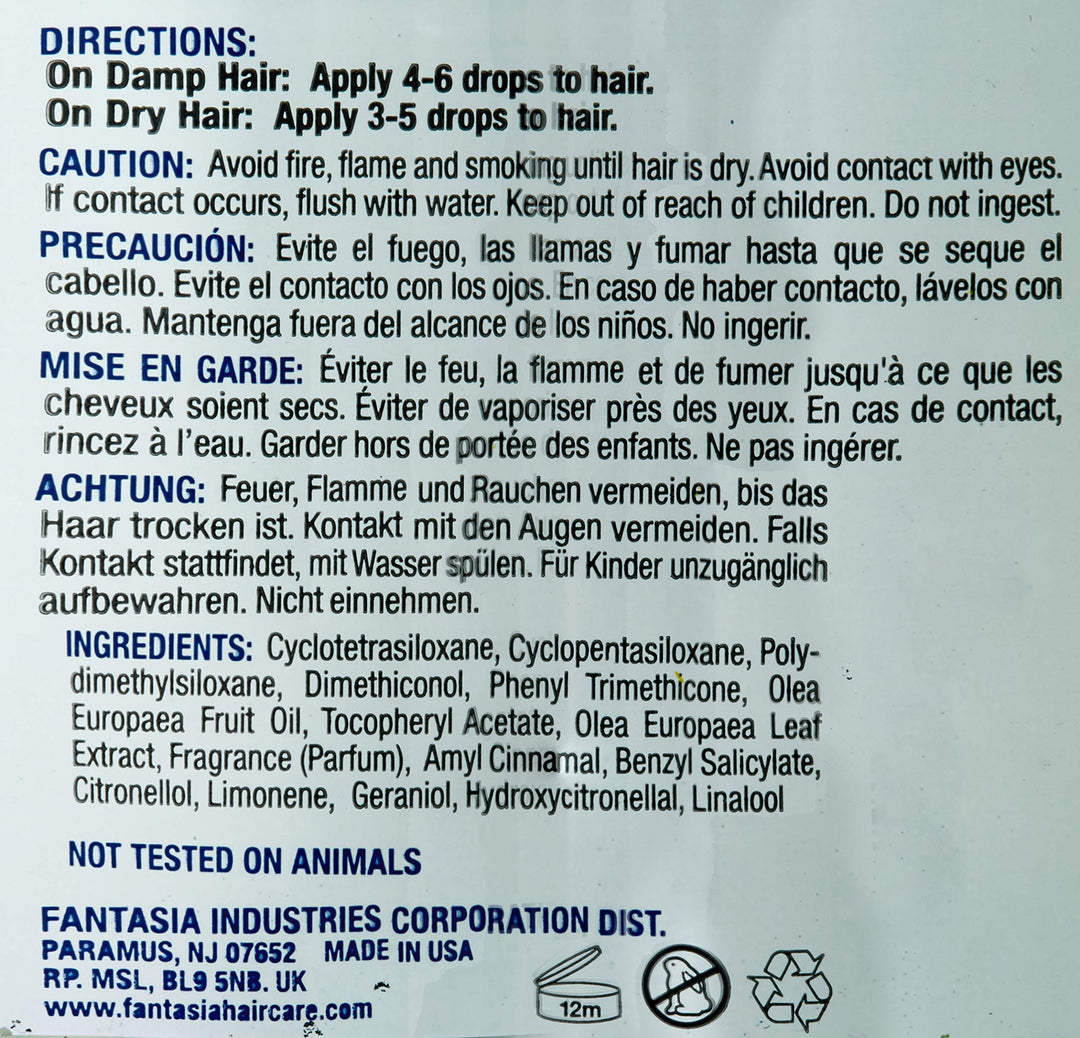 DIRECTIONS:
On Damp Hair: Apply 4-6 drops to hair.
On Dry Hair: Apply 3-5 drops to hair.
CAUTION: Avoid fire, flame and smoking until hair is dry. Avoid contact with eyes.
If contact occurs, flush with water. Keep out of reach of children. Do not ingest.
PRECAUCIÓN: Evite el fuego, las llamas y fumar hasta que se seque el
cabello. Evite el contacto con los ojos. En caso de haber contacto, lávelos con
agua. Mantenga fuera del alcance de los niños. No ingerir.
MISE EN GARDE: Éviter le feu, la flamme et de fumer jusqu'à ce que les
cheveux soient secs. Éviter de vaporiser près des yeux. En cas de contact,
rincez à l'eau. Garder hors de portée des enfants. Ne pas ingérer.
ACHTUNG: Feuer, Flamme und Rauchen vermeiden, bis das
Haar trocken ist. Kontakt mit den Augen vermeiden. Falls
Kontakt stattfindet, mit Wasser spülen. Für Kinder unzugänglich
aufbewahren. Nicht einnehmen.
INGREDIENTS: Cyclotetrasiloxane, Cyclopentasiloxane, Poly-
dimethylsiloxane, Dimethiconol, Phenyl Trimethicone, Olea
Europaea Fruit Oil, Tocopheryl Acetate, Olea Europaea Leaf
Extract, Fragrance (Parfum), Amyl Cinnamal, Benzyl Salicylate,
Citronellol, Limonene, Geraniol, Hydroxycitronellal, Linalool
NOT TESTED ON ANIMALS
FANTASIA INDUSTRIES CORPORATION DIST.
PARAMUS, NJ 07652 MADE IN USA
RP. MSL, BL9 5NB. UK
www.fantasiahaircare.com
12m